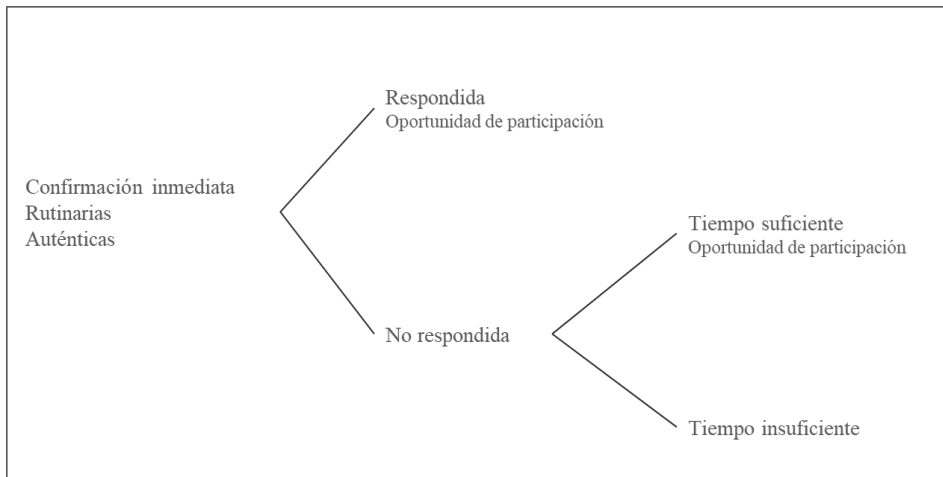 Respondida
Oportunidad de participación
Confirmación inmediata
Rutinarias
Auténticas
Tiempo suficiente
Oportunidad de participación
No respondida
Tiempo insuficiente